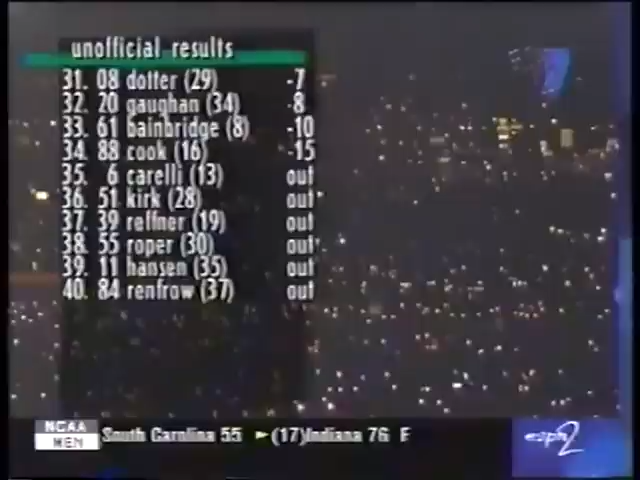 unofficial results
31. 08 dotter (29) -7
32. 20 gaughan (34) -8
33. 61 bainbridge (8) -10
34. 88 cook (16) -15
35. 6 carelli (13) out
36. 51 kirk (28) out
37. 39 reffner (19) out
38. 55 roper (30) out
39. 11 hansen (35) out
40. 84 renfrow (37) out
NCAA MEN South Carolina 55 (17)Indiana 76 F
espn2